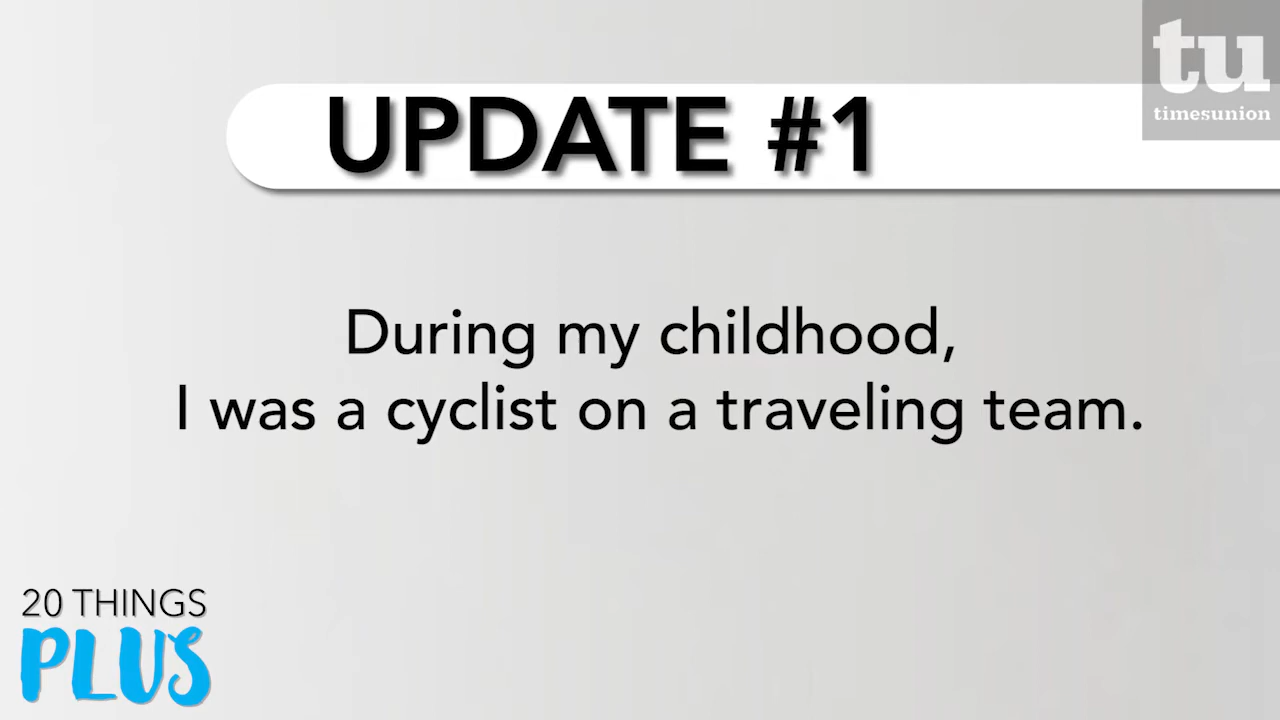 tu
timesunion
UPDATE #1
During my childhood,
I was a cyclist on a traveling team.
20 THINGS
PLUS